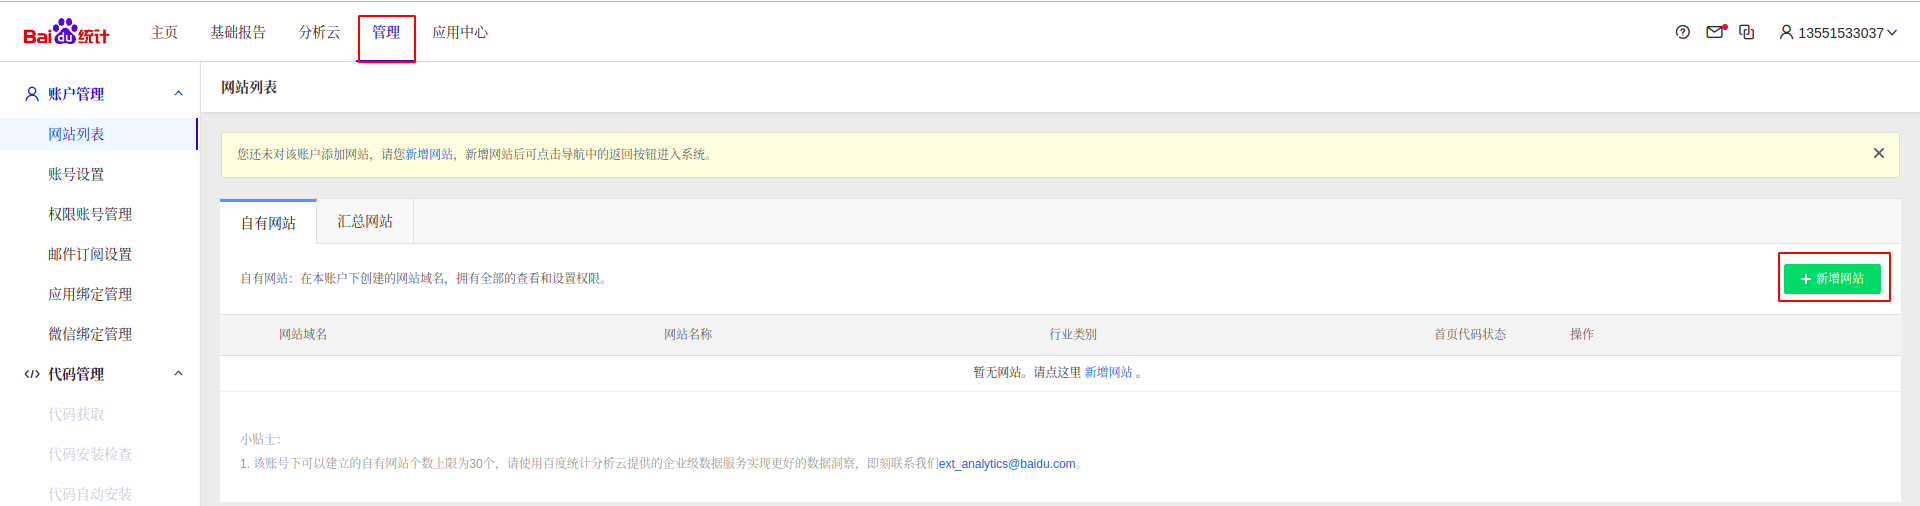 Baidu统计 主页 基础报告 分析云 管理 应用中心 13551533037
账户管理
网站列表
账号设置
权限账号管理
邮件订阅设置
应用绑定管理
微信绑定管理
代码管理
代码获取
代码安装检查
代码自动安装
网站列表
您还未对该账户添加网站，请您新增网站，新增网站后可点击导航中的返回按钮进入系统。
自有网站 汇总网站
自有网站：在本账户下创建的网站域名，拥有全部的查看和设置权限。
+ 新增网站
网站域名 网站名称 行业类别 首页代码状态 操作
暂无网站。请点这里 新增网站 。
小贴士：
1. 该账号下可以建立的自有网站个数上限为30个，请使用百度统计分析云提供的企业级数据服务实现更好的数据洞察，即刻联系我们ext_analytics@baidu.com。